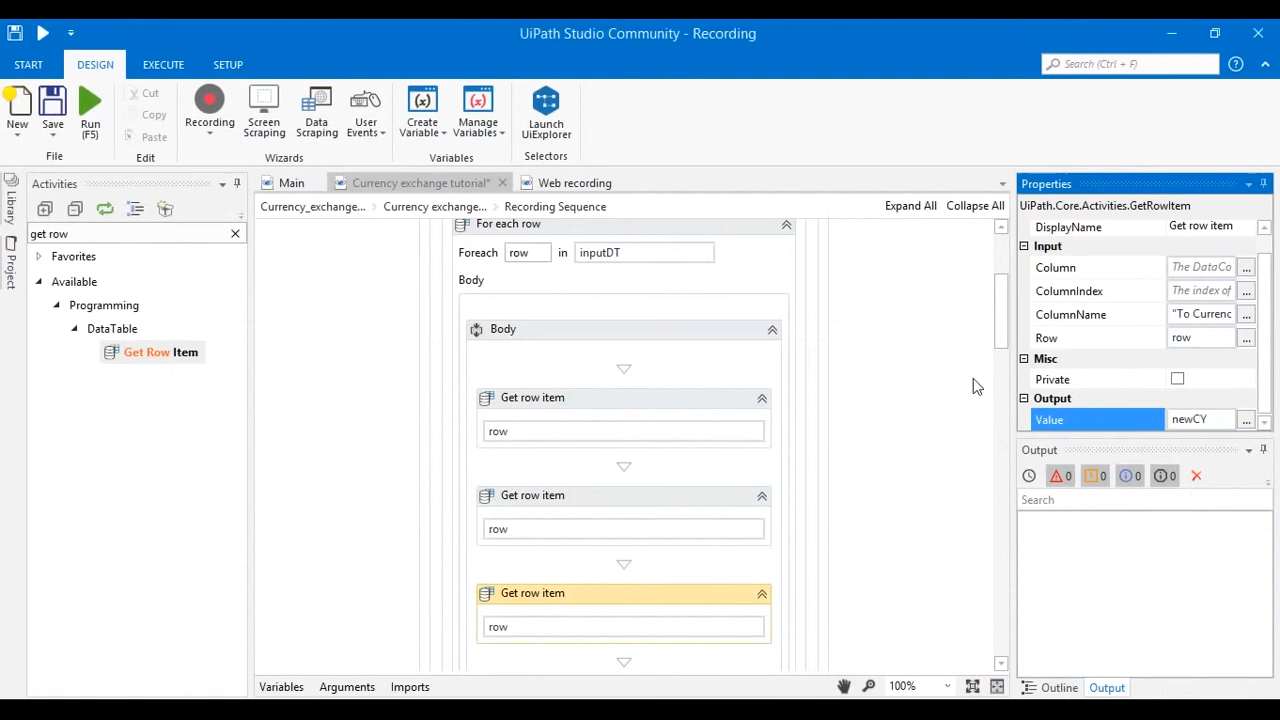 UiPath Studio Community - Recording
START DESIGN EXECUTE SETUP
Search (Ctrl + F)
New Save Run (F5)
Cut
Copy
Paste
Recording Screen Scraping Data Scraping User Events
Create Variable Manage Variables Launch UiExplorer
File Edit Wizards Variables Selectors
Library
Project
Activities
get row
Favorites
Available
Programming
DataTable
Get Row Item
Main Currency exchange tutorial* Web recording
Currency_exchange... Currency exchange... Recording Sequence Expand All Collapse All
For each row
Foreach row in inputDT
Body
Body
Get row item
row
Get row item
row
Get row item
row
Variables Arguments Imports 100%
Properties
UiPath.Core.Activities.GetRowItem
DisplayName Get row item
Input
Column The DataCo
ColumnIndex The index of
ColumnName "To Currenc
Row row
Misc
Private
Output
Value newCY
Output
0 0 0 0
Search
Outline Output